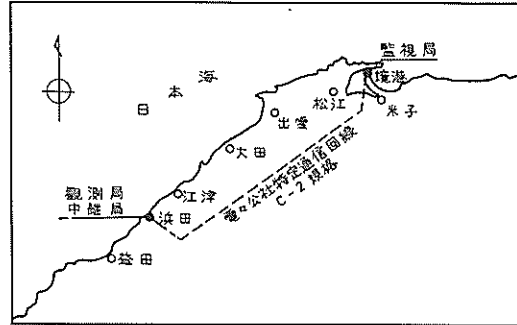 監視局
境港
米子
松江
出雲
大田
江津
浜田
益田
日本海
観測局
中継局
電々公社特定通信回線
C-2規格